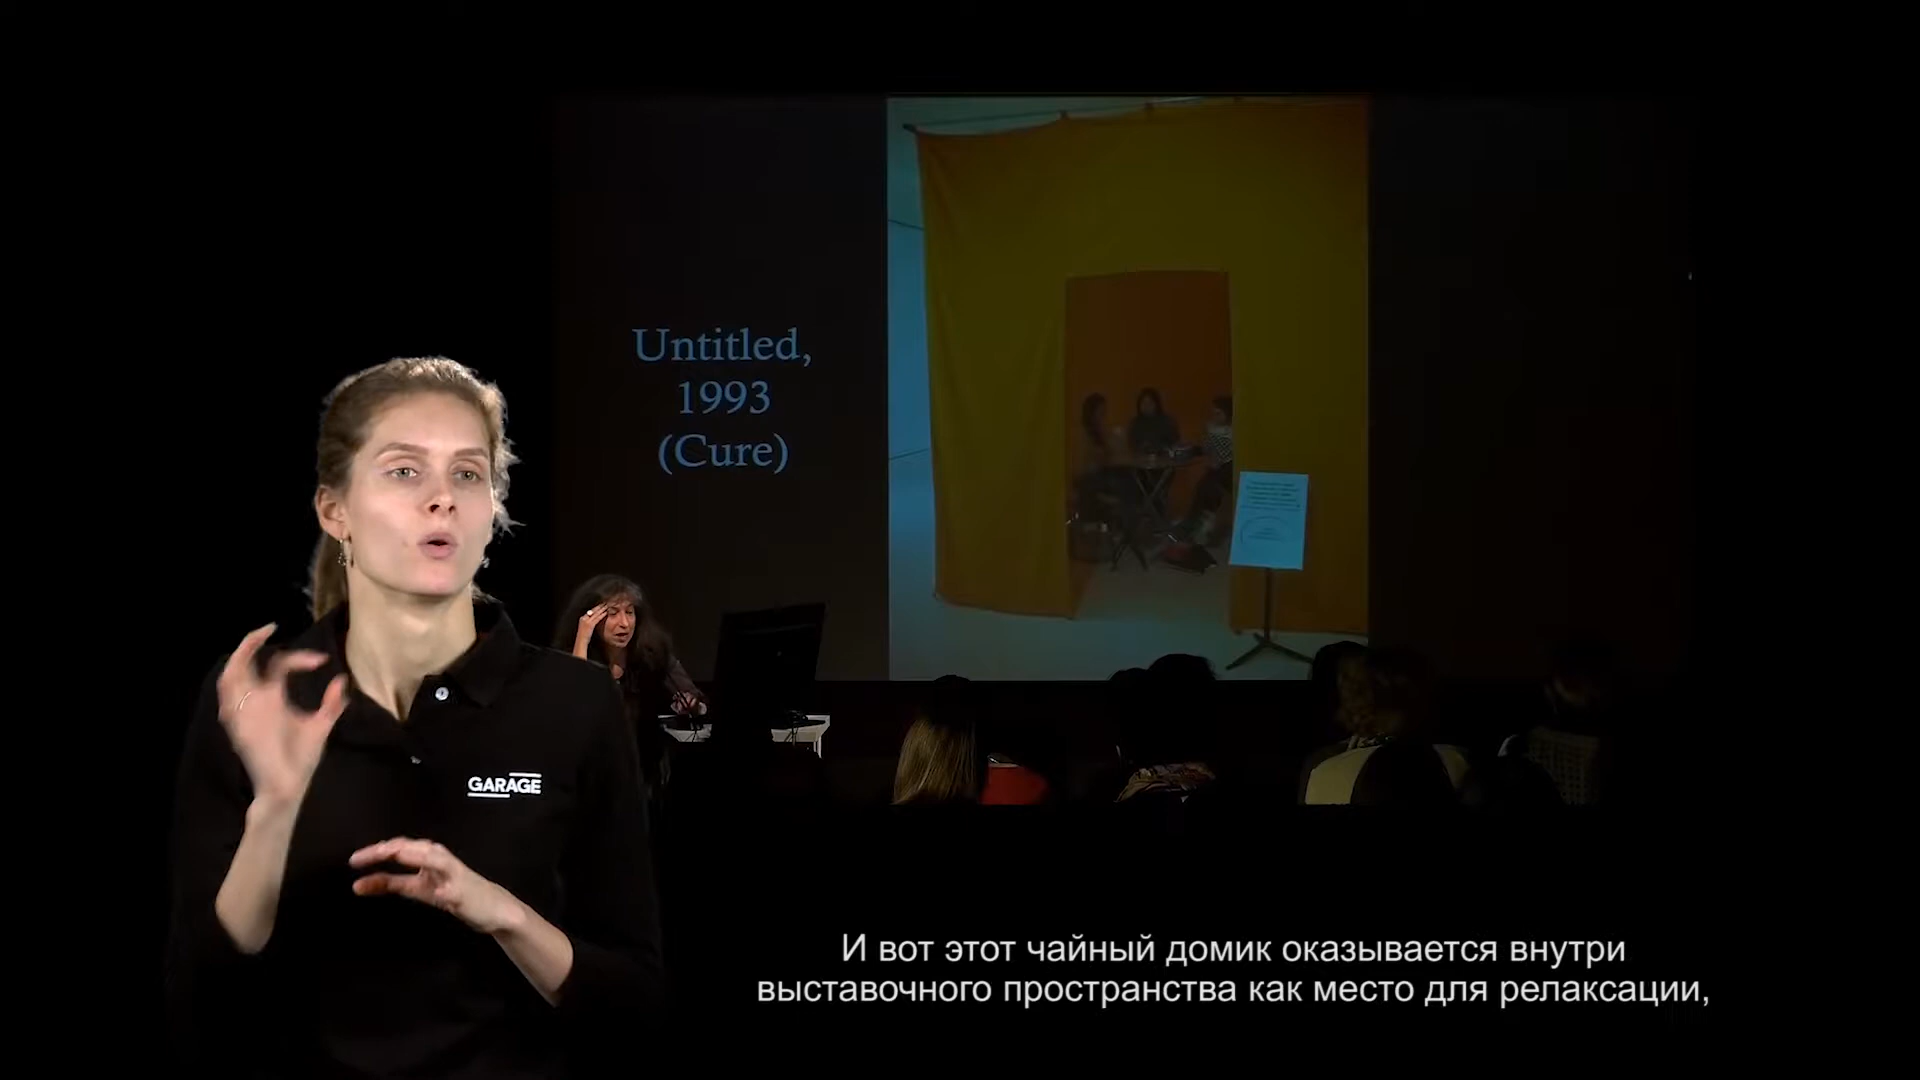 Untitled,
1993
(Cure)
GARAGE
И вот этот чайный домик оказывается внутри
выставочного пространства как место для релаксации,